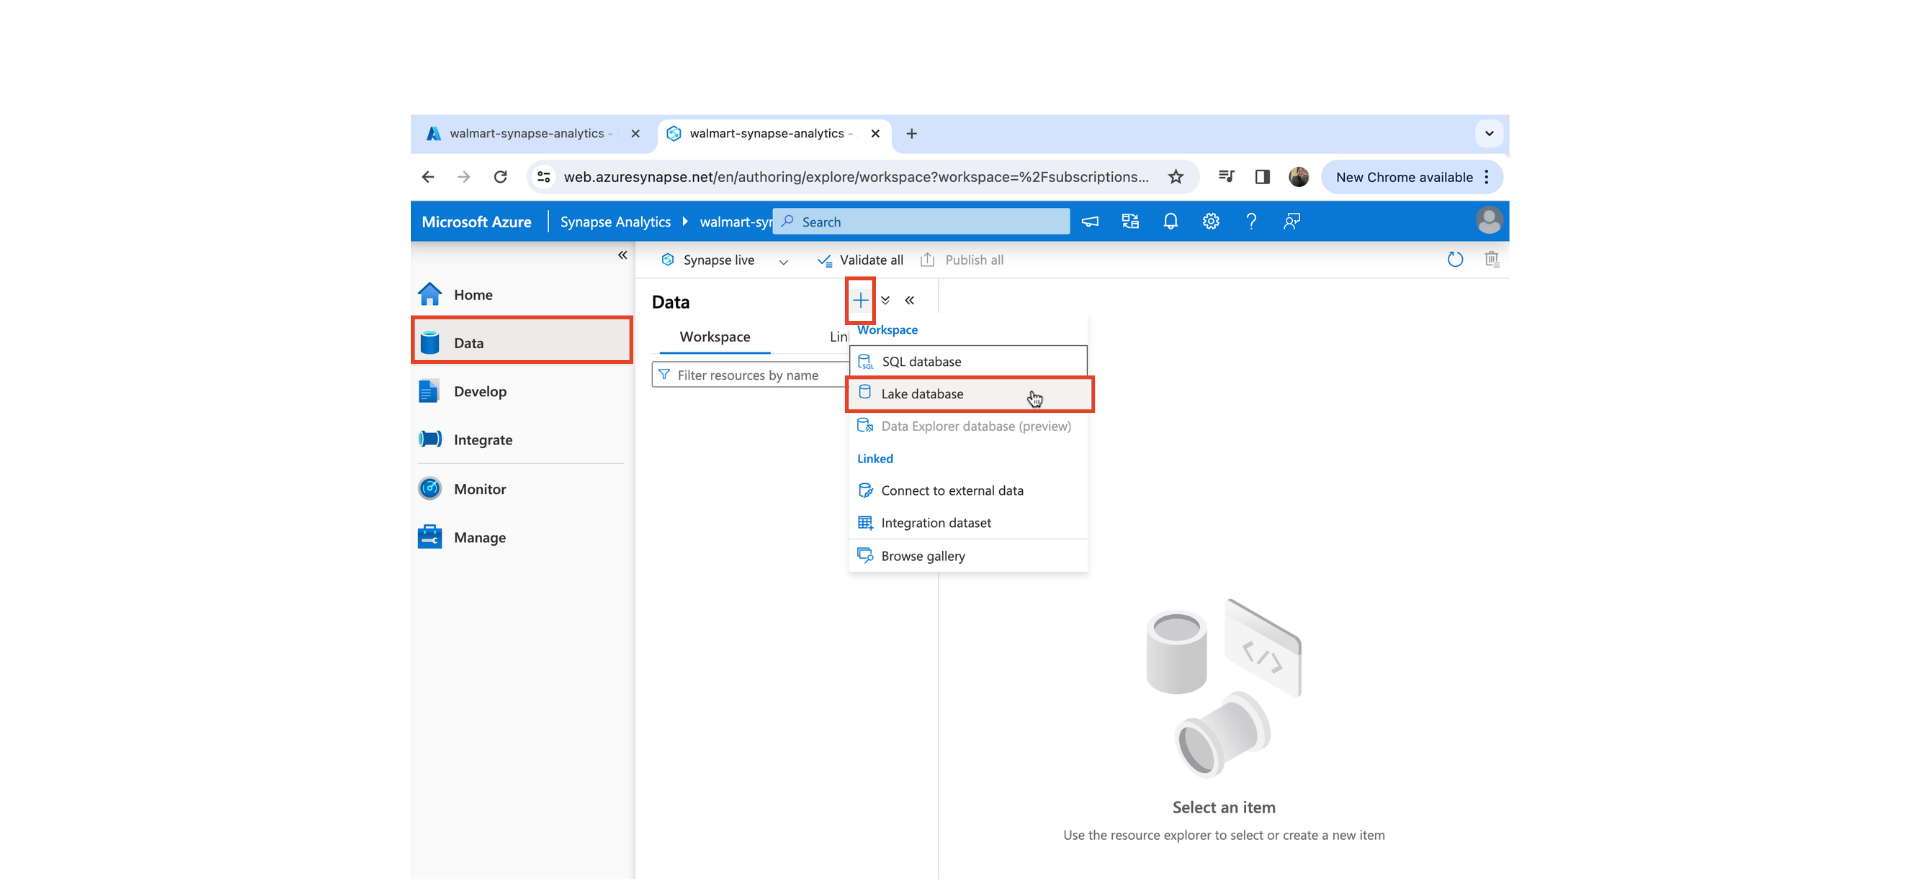 walmart-synapse-analytics -
walmart-synapse-analytics -
web.azuresynapse.net/en/authoring/explore/workspace?workspace=%2Fsubscriptions...
New Chrome available
Microsoft Azure
Synapse Analytics
walmart-syn
Search
Synapse live
Validate all
Publish all
Home
Data
Develop
Integrate
Monitor
Manage
Data
Workspace
Lin
Filter resources by name
Workspace
SQL database
Lake database
Data Explorer database (preview)
Linked
Connect to external data
Integration dataset
Browse gallery
</>
Select an item
Use the resource explorer to select or create a new item